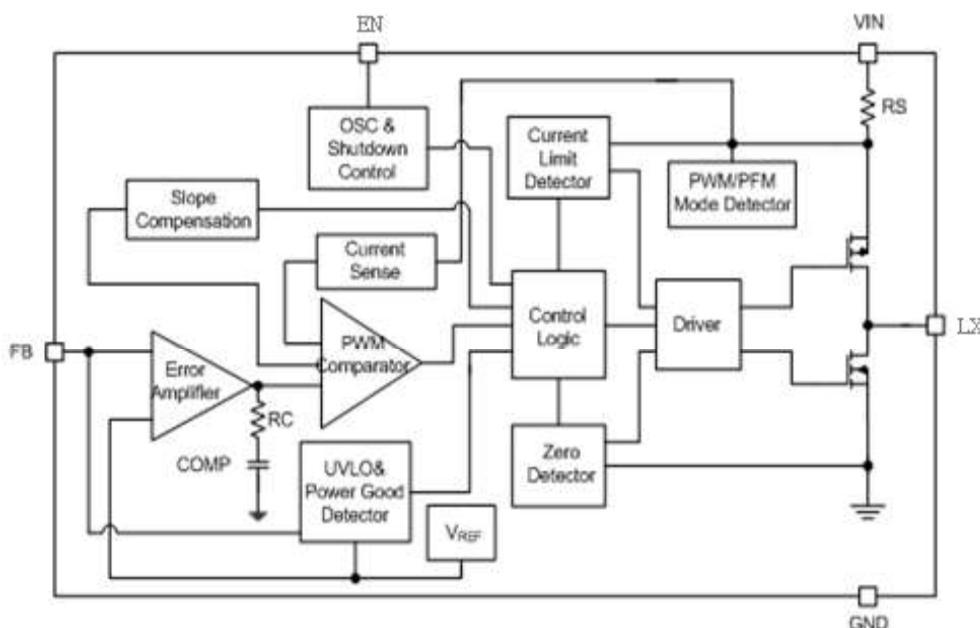 EN
VIN
RS
OSC &
Shutdown
Control
Current
Limit
Detector
PWM/PFM
Mode Detector
Slope
Compensation
Current
Sense
Control
Logic
Driver
LX
FB
Error
Amplifier
PWM
Comparator
RC
COMP
UVLO&
Power Good
Detector
Zero
Detector
VREF
GND